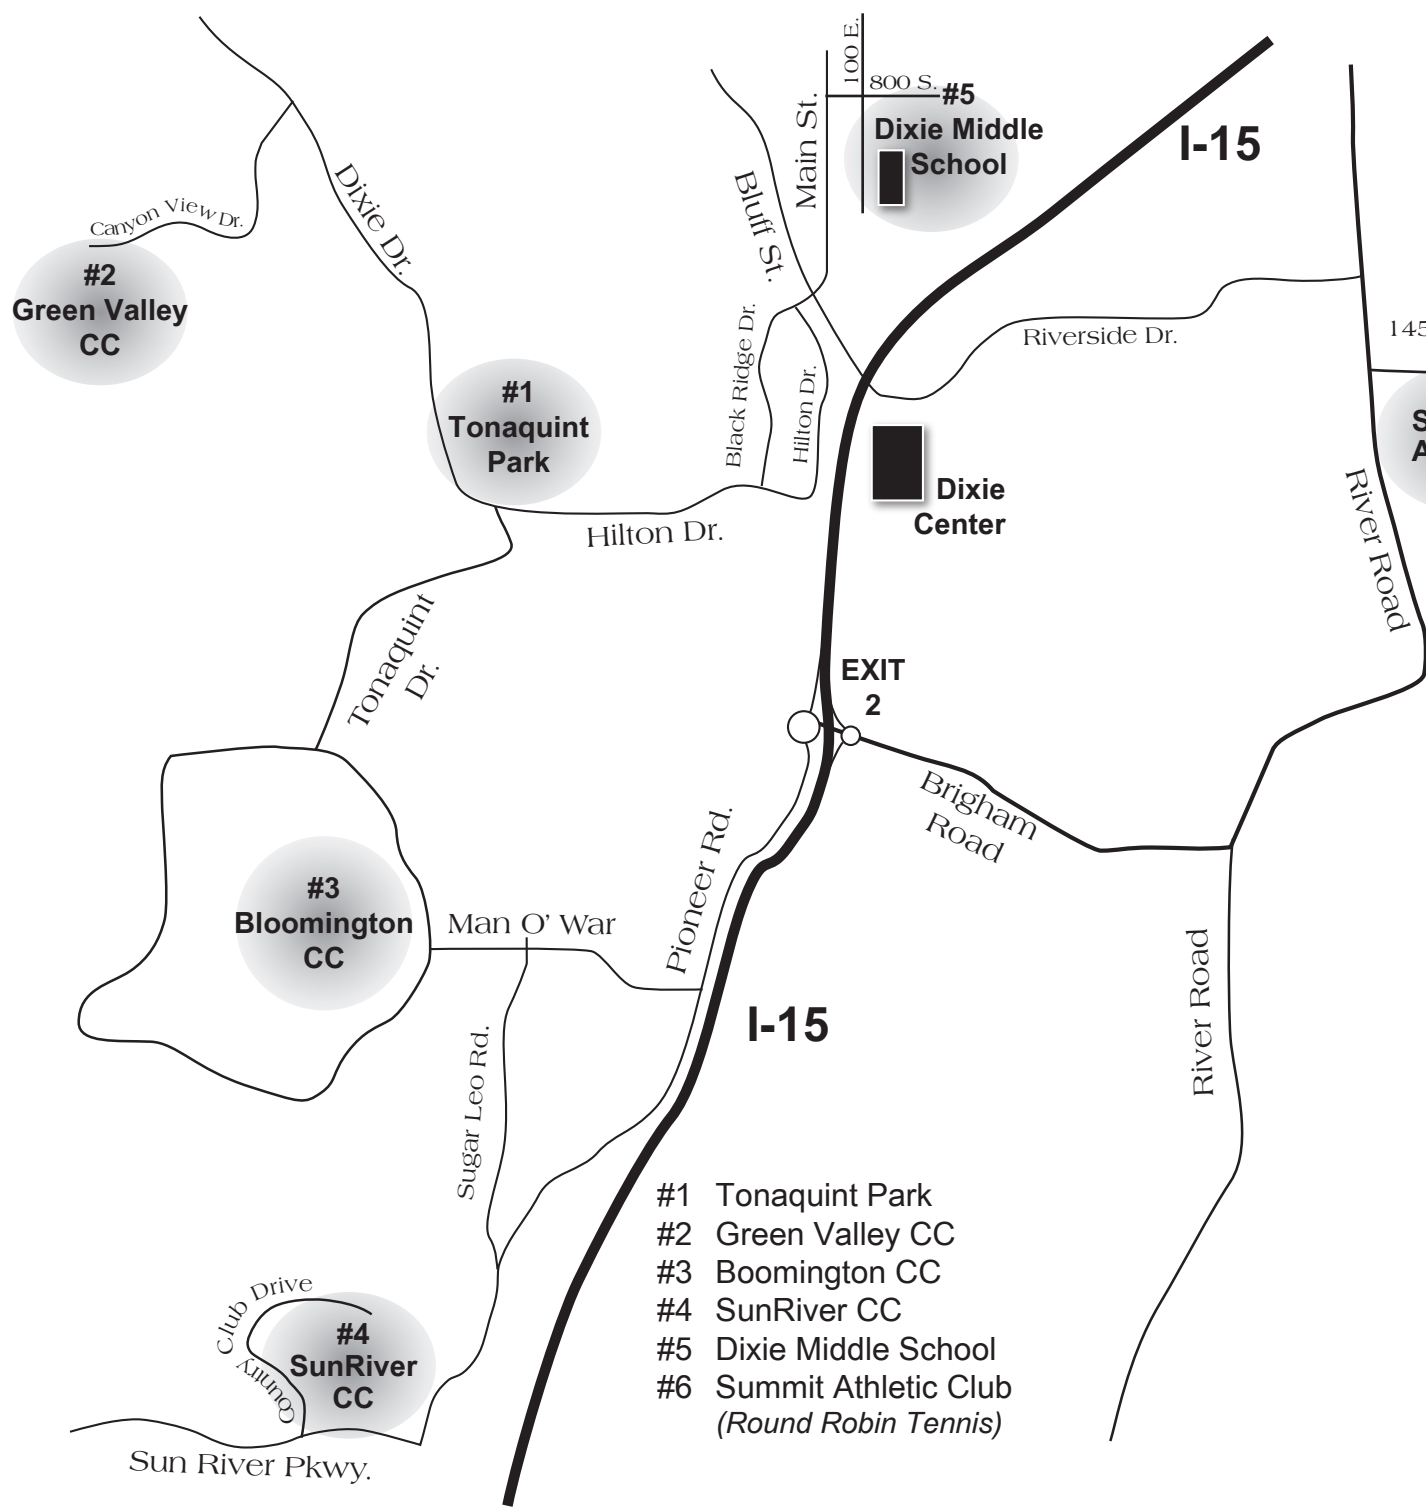 100 E.
800 S.
#5
Dixie Middle
School
Main St.
I-15
Bluff St.
Dixie Dr.
Canyon View Dr.
#2
Green Valley
CC
Black Ridge Dr.
Hilton Dr.
Riverside Dr.
145
#1
Tonaquint
Park
S
A
Dixie
Center
River Road
Hilton Dr.
Tonaquint
Dr.
EXIT
2
Brigham
Road
Pioneer Rd.
#3
Bloomington
CC
Man O' War
River Road
I-15
Sugar Leo Rd.
#1 Tonaquint Park
#2 Green Valley CC
#3 Boomington CC
#4 SunRiver CC
#5 Dixie Middle School
#6 Summit Athletic Club
(Round Robin Tennis)
Country
Club Drive
#4
SunRiver
CC
Sun River Pkwy.